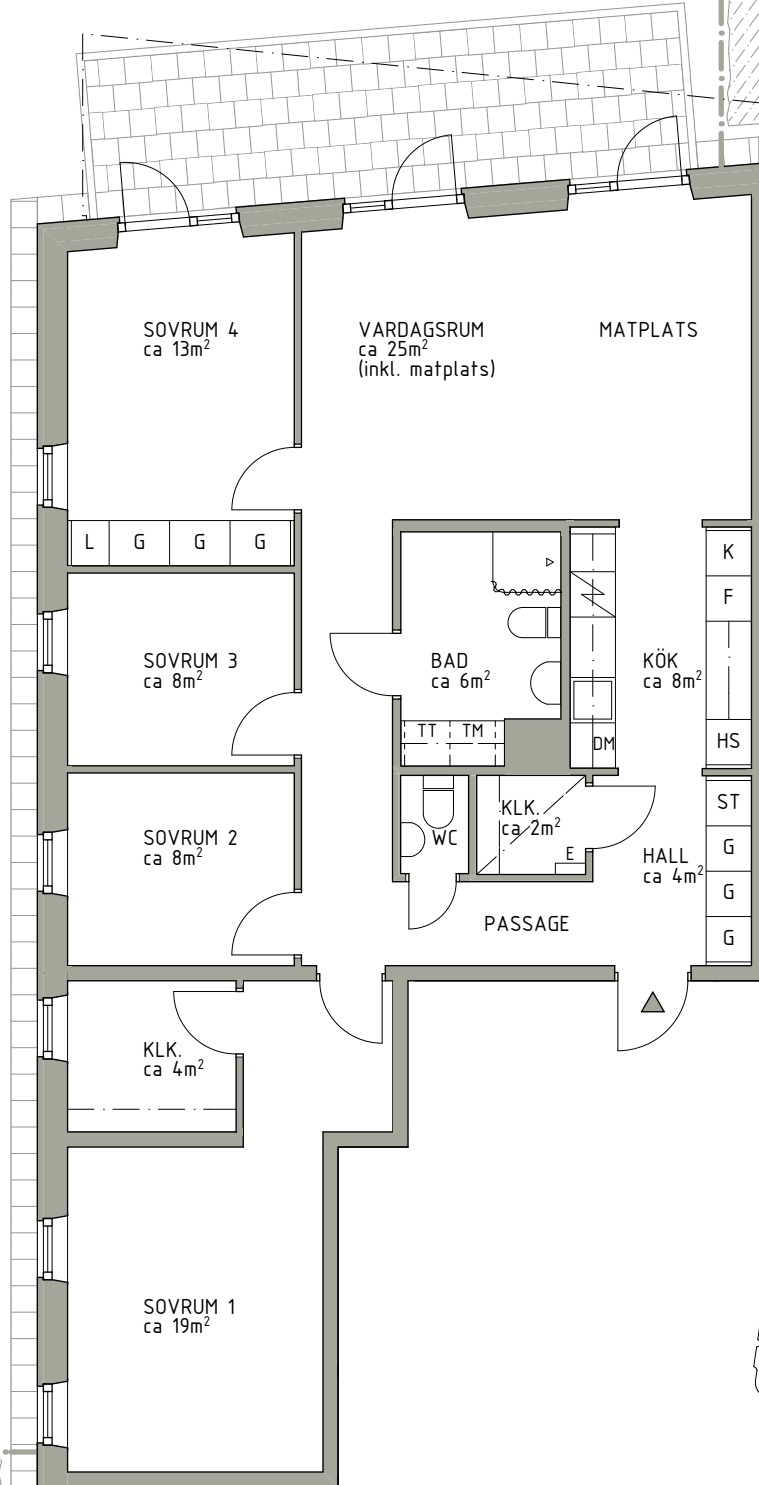 SOVRUM 4
ca 13m²
VARDAGSRUM
ca 25m²
(inkl. matplats)
MATPLATS
L G G G
K
F
SOVRUM 3
ca 8m²
BAD
ca 6m²
KÖK
ca 8m²
TT TM
DM
HS
SOVRUM 2
ca 8m²
WC
KLK.
ca 2m²
E
ST
G
G
G
HALL
ca 4m²
PASSAGE
KLK.
ca 4m²
SOVRUM 1
ca 19m²